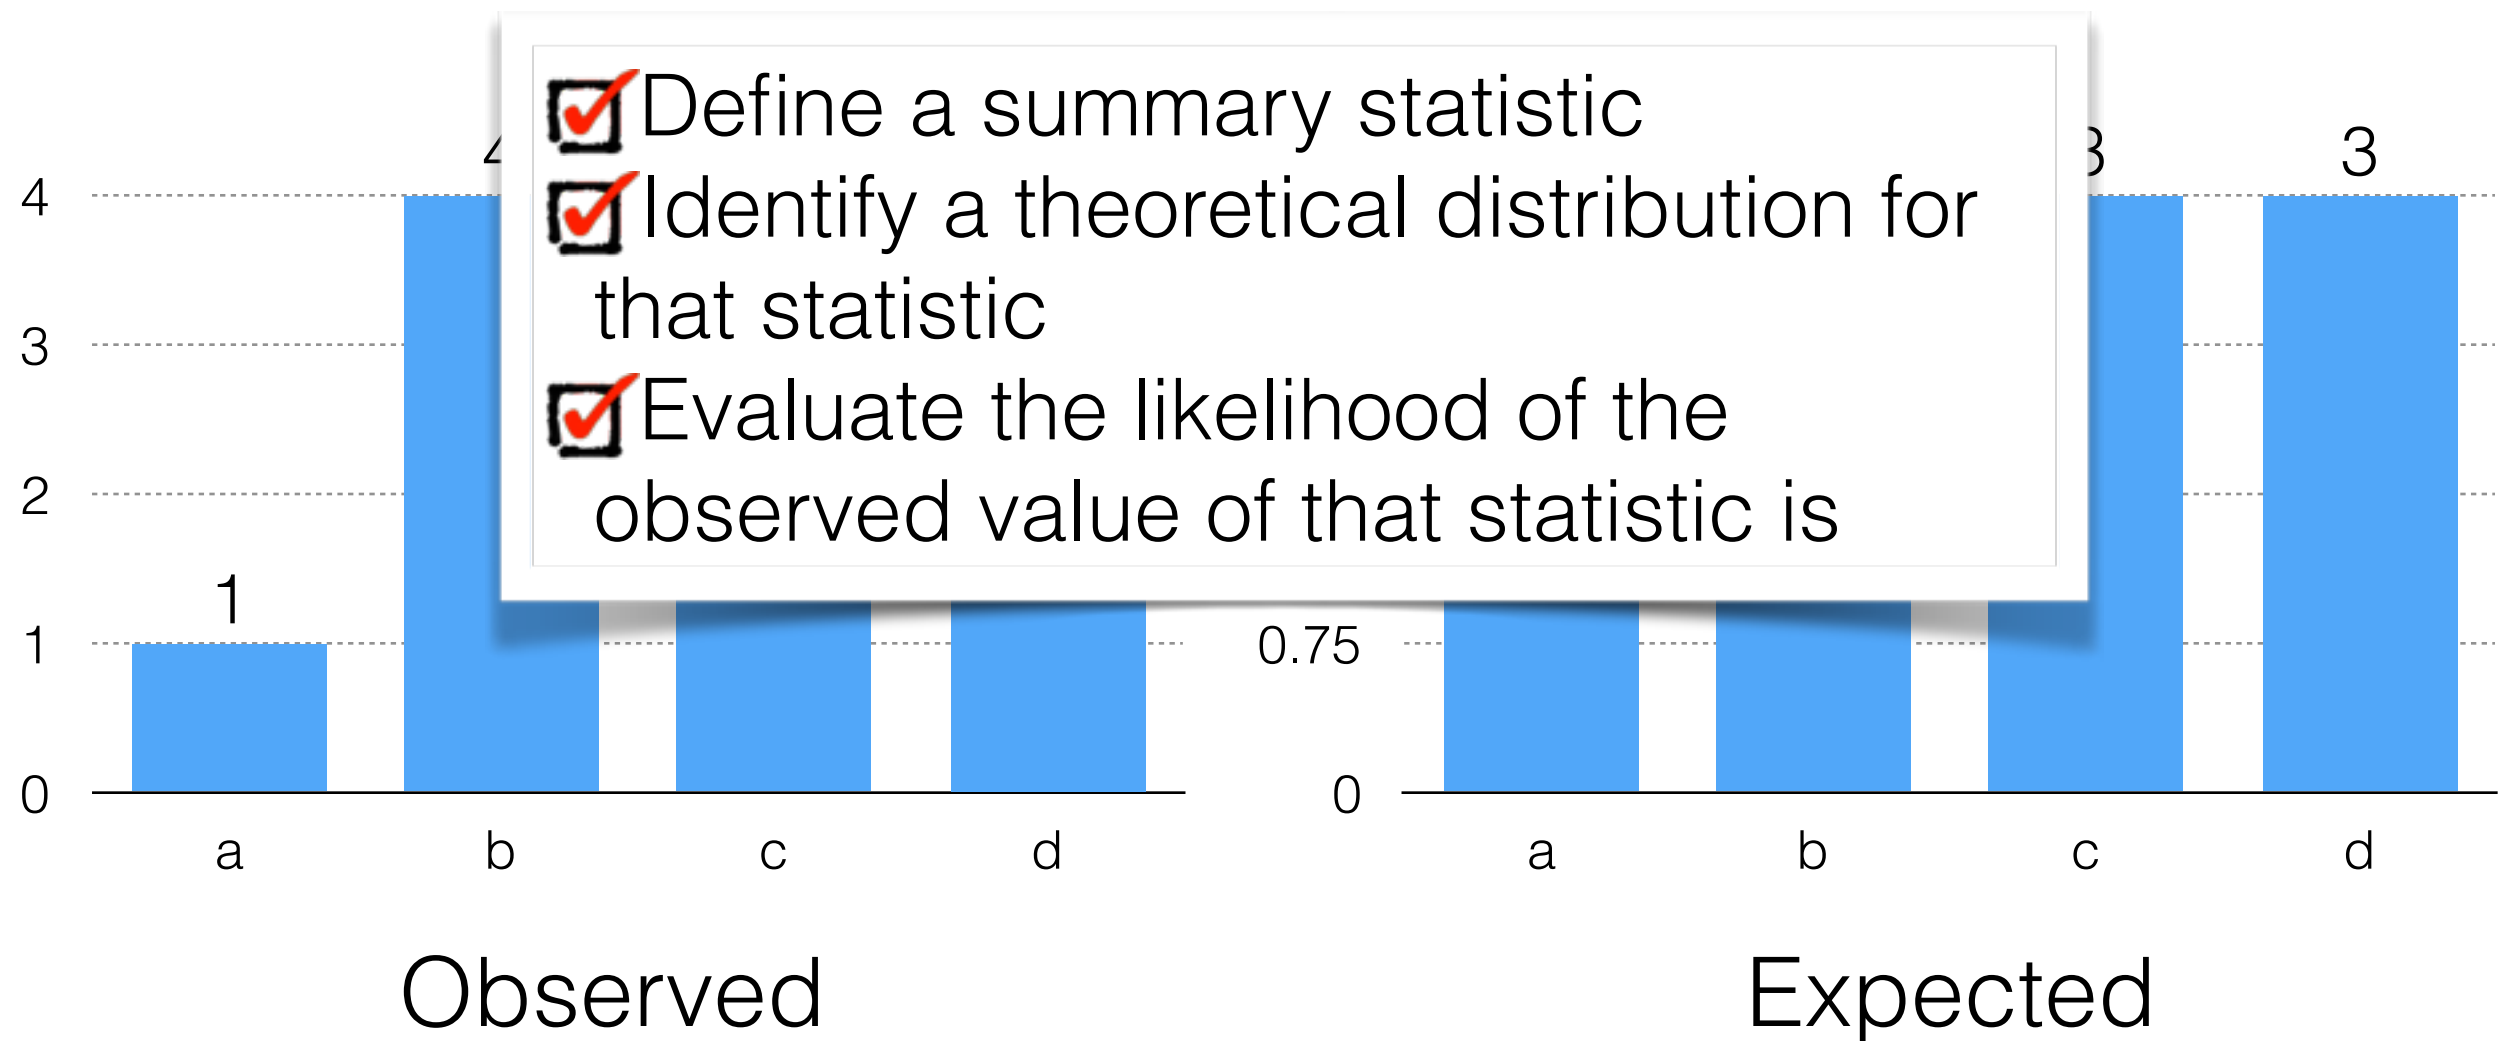 Define a summary statistic
Identify a theoretical distribution for
that statistic
Evaluate the likelihood of the
observed value of that statistic is
4
3
2
1
0
1
a
b
c
d
Observed
3
0.75
0
a
b
c
d
Expected